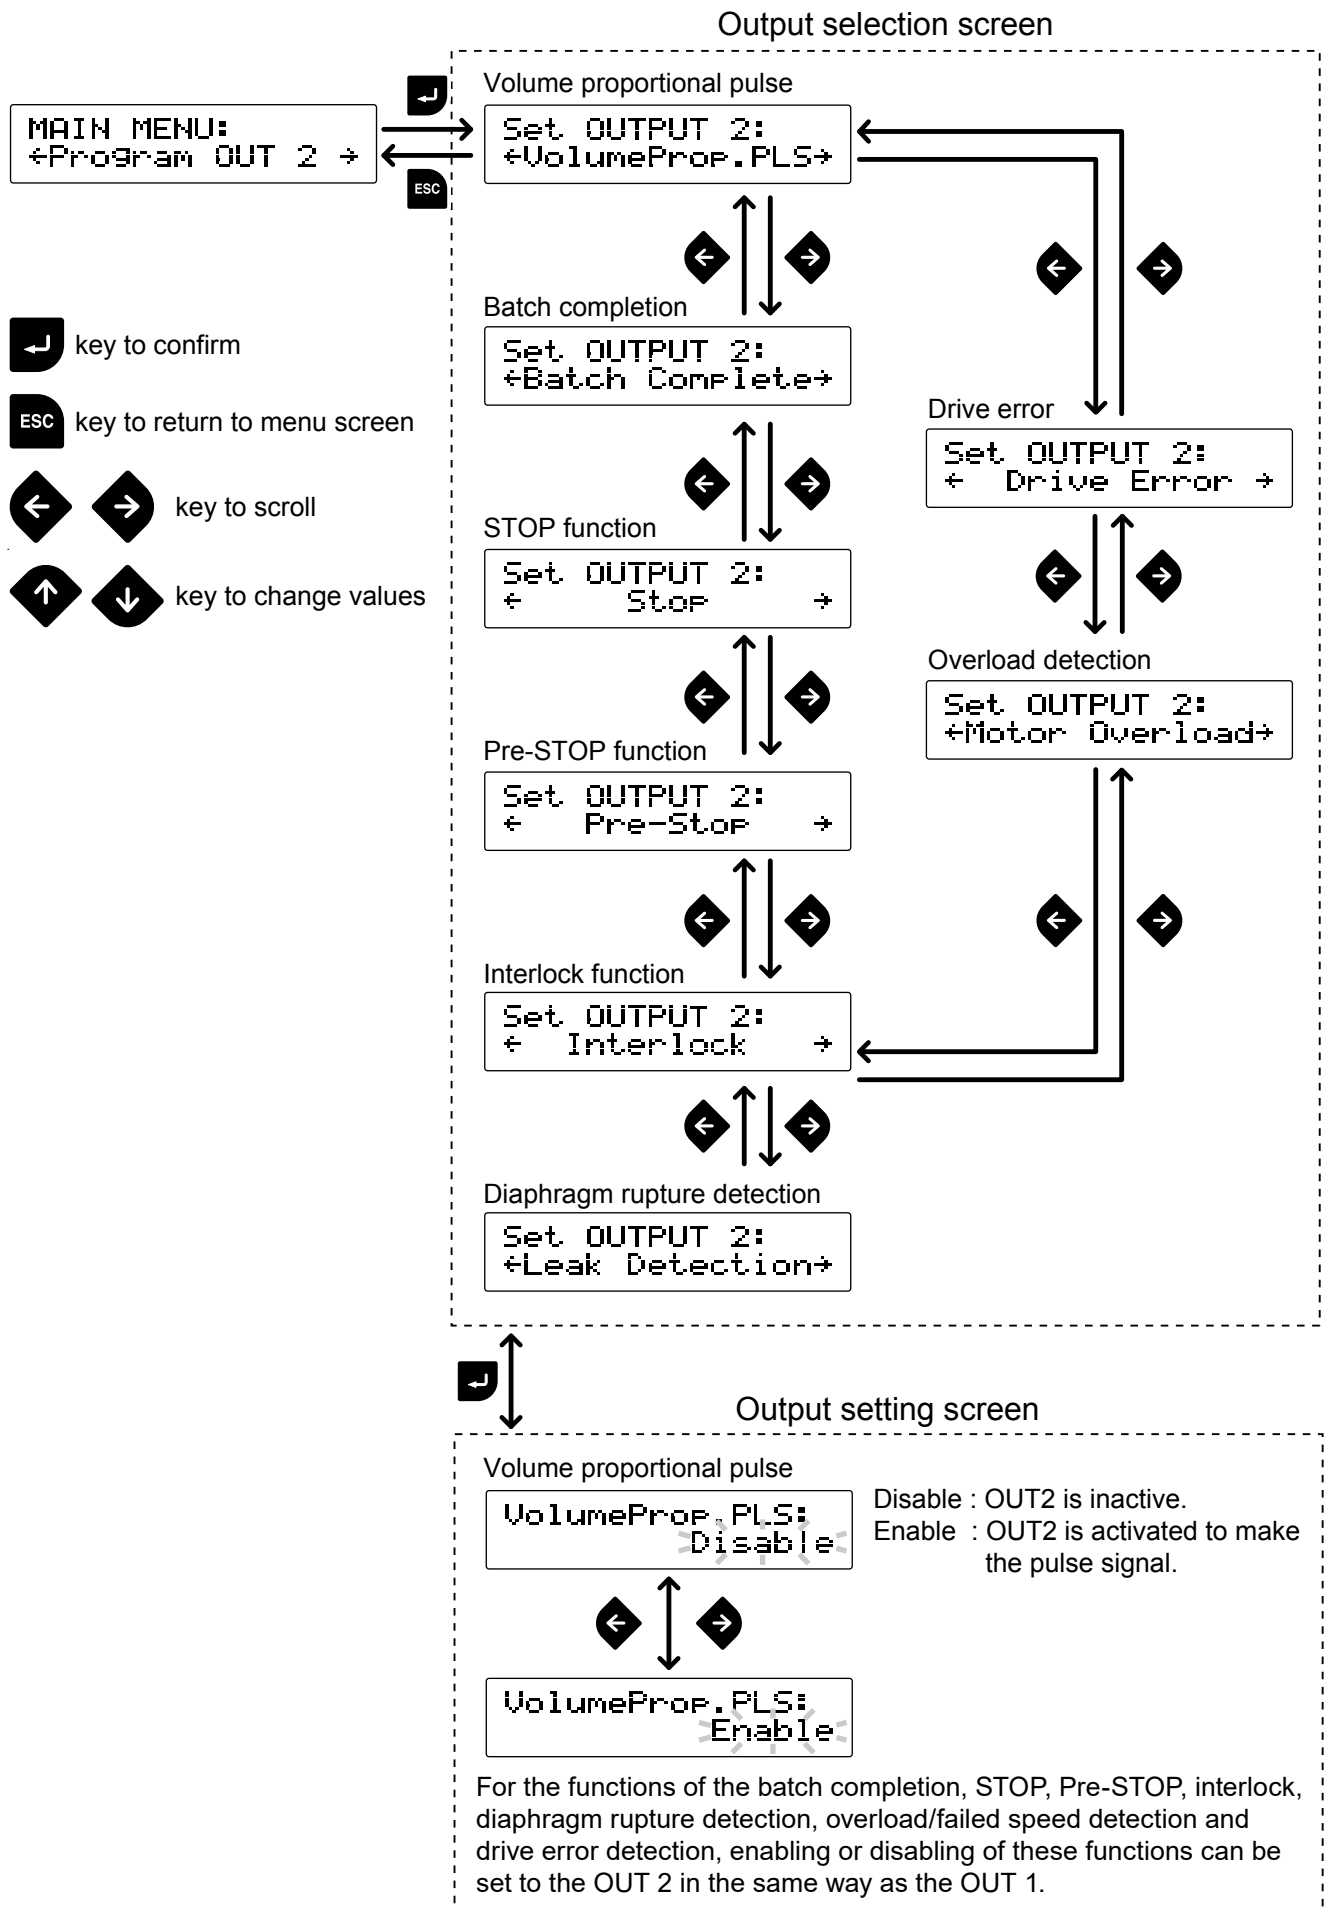 Output selection screen
Volume proportional pulse
MAIN MENU:
←Program OUT 2 →
Set OUTPUT 2:
←VolumeProp.PLS→
ESC
Batch completion
Set OUTPUT 2:
←Batch Complete→
key to confirm
ESC key to return to menu screen
← → key to scroll
↑ ↓ key to change values
Drive error
Set OUTPUT 2:
← Drive Error →
STOP function
Set OUTPUT 2:
← Stop →
Overload detection
Set OUTPUT 2:
←Motor Overload→
Pre-STOP function
Set OUTPUT 2:
← Pre-Stop →
Interlock function
Set OUTPUT 2:
← Interlock →
Diaphragm rupture detection
Set OUTPUT 2:
←Leak Detection→
Output setting screen
Volume proportional pulse
VolumeProp.PLS:
Disable
Disable : OUT2 is inactive.
Enable : OUT2 is activated to make
the pulse signal.
VolumeProp.PLS:
Enable
For the functions of the batch completion, STOP, Pre-STOP, interlock,
diaphragm rupture detection, overload/failed speed detection and
drive error detection, enabling or disabling of these functions can be
set to the OUT 2 in the same way as the OUT 1.